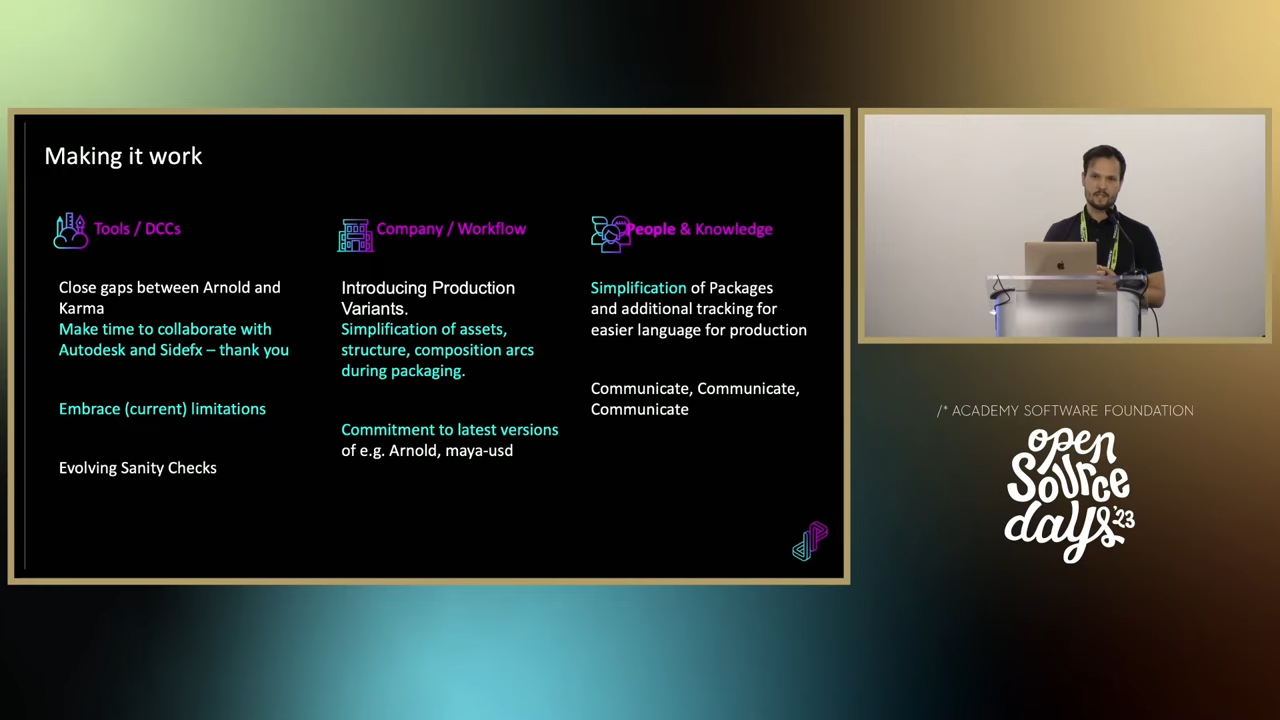 Making it work
Tools / DCCs
Close gaps between Arnold and
Karma
Make time to collaborate with
Autodesk and Sidefx – thank you
Embrace (current) limitations
Evolving Sanity Checks
Company / Workflow
Introducing Production
Variants.
Simplification of assets,
structure, composition arcs
during packaging.
Commitment to latest versions
of e.g. Arnold, maya-usd
People & Knowledge
Simplification of Packages
and additional tracking for
easier language for production
Communicate, Communicate,
Communicate
/* ACADEMY SOFTWARE FOUNDATION
open
Source
days '23